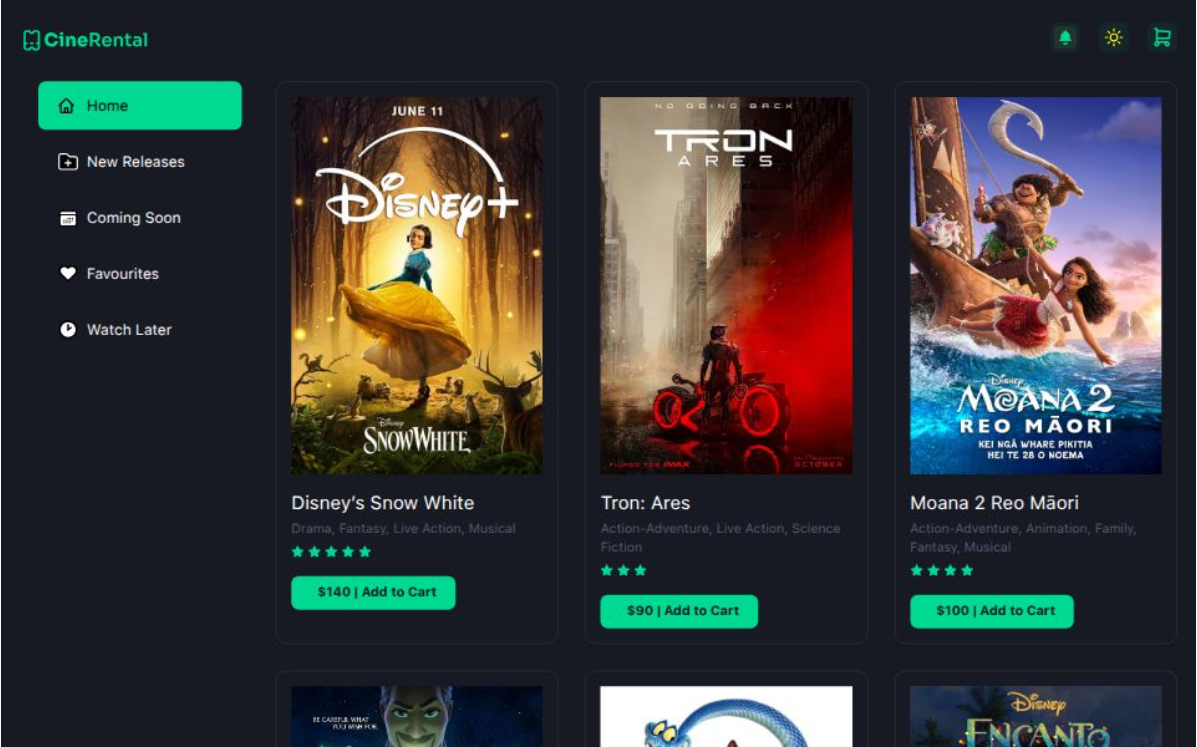 CineRental
Home
New Releases
Coming Soon
Favourites
Watch Later
JUNE 11
Disney+
Disney
SNOW WHITE
Disney’s Snow White
Drama, Fantasy, Live Action, Musical
$140 | Add to Cart
NO GOING BACK
TRON
ARES
FILMED FOR IMAX
OCTOBER
Tron: Ares
Action-Adventure, Live Action, Science
Fiction
$90 | Add to Cart
Disney
MOANA 2
REO MĀORI
KEI NGĀ WHARE PIKITIA
HEI TE 28 O NOEMA
Moana 2 Reo Māori
Action-Adventure, Animation, Family,
Fantasy, Musical
$100 | Add to Cart
BE CAREFUL WHAT
YOU WISH FOR.
Disney
ENCANTO